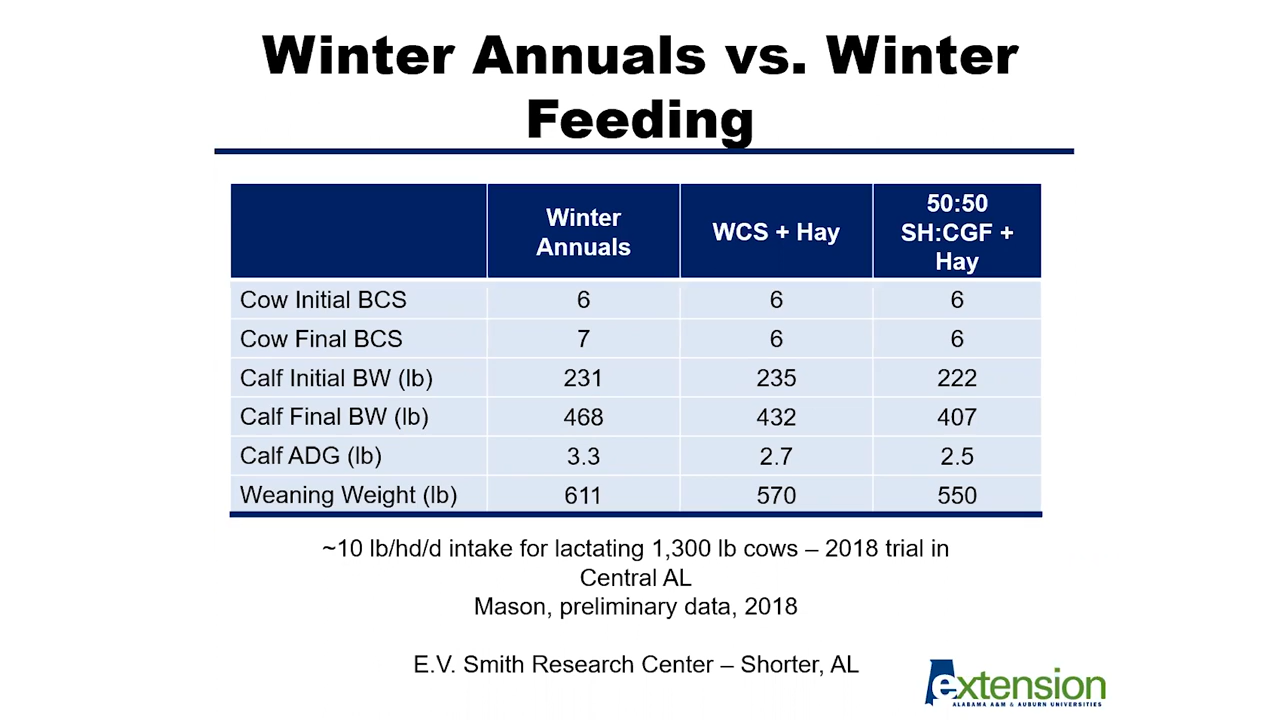 Winter Annuals vs. Winter
Feeding
Winter
Annuals
WCS + Hay
50:50
SH:CGF +
Hay
Cow Initial BCS 6 6 6
Cow Final BCS 7 6 6
Calf Initial BW (lb) 231 235 222
Calf Final BW (lb) 468 432 407
Calf ADG (lb) 3.3 2.7 2.5
Weaning Weight (lb) 611 570 550
~10 lb/hd/d intake for lactating 1,300 lb cows – 2018 trial in
Central AL
Mason, preliminary data, 2018
E.V. Smith Research Center – Shorter, AL
extension
ALABAMA A&M & AUBURN UNIVERSITIES